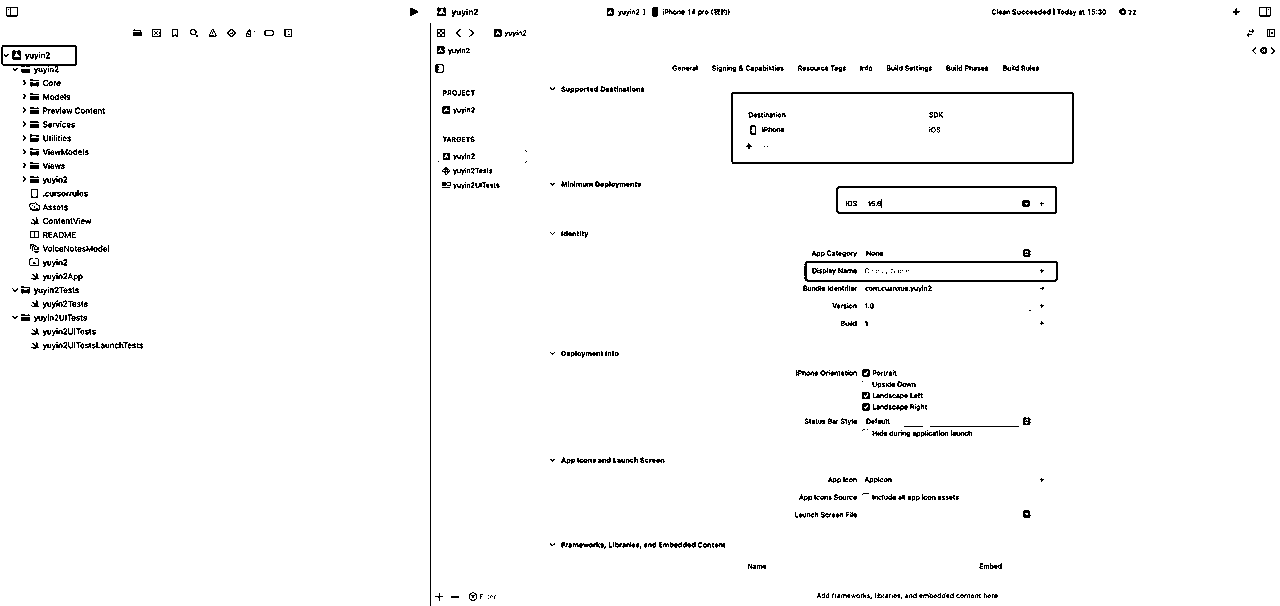 yuyin2
yuyin2 〉 iPhone 14 pro (我的)
Clean Succeeded | Today at 15:30
22
yuyin2
yuyin2
yuyin2
yuyin2
Core
Models
Preview Content
Services
Utilities
ViewModels
Views
yuyin2
.cursorrules
Assets
ContentView
README
VoiceNotesModel
yuyin2
yuyin2App
yuyin2Tests
yuyin2Tests
yuyin2UITests
yuyin2UITests
yuyin2UITestsLaunchTests
PROJECT
yuyin2
TARGETS
yuyin2
yuyin2Tests
yuyin2UITests
Filter
General Signing & Capabilities Resource Tags Info Build Settings Build Phases Build Rules
Supported Destinations
Destination SDK
iPhone iOS
Minimum Deployments
iOS 15.6
Identity
App Category None
Display Name Display Name
Bundle Identifier
Version 1.0
Build 1
Deployment Info
iPhone Orientation Portrait
Upside Down
Landscape Left
Landscape Right
Status Bar Style Default
Hide during application launch
App Icons and Launch Screen
App Icon AppIcon
App Icons Source Include all app icon assets
Launch Screen File
Frameworks, Libraries, and Embedded Content
Name Embed
Add frameworks, libraries, and embedded content here